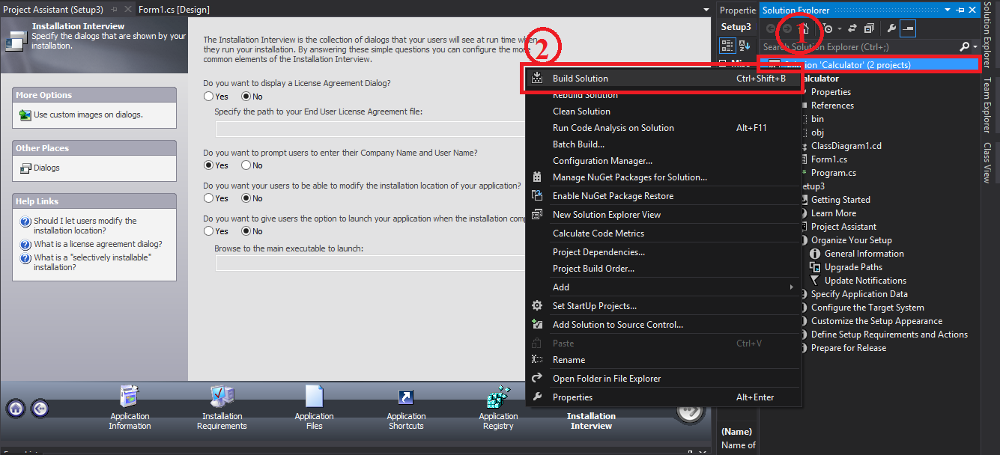 Project Assistant (Setup3)
Form1.cs [Design]
Installation Interview
Specify the dialogs that are shown by your
installation.
More Options
Use custom images on dialogs.
Other Places
Dialogs
Help Links
Should I let users modify the
installation location?
What is a license agreement dialog?
What is a "selectively installable"
installation?
The Installation Interview is the collection of dialogs that your users will see at run time when
they run your installation. By answering these simple questions you can configure the more
common elements of the Installation Interview.
Do you want to display a License Agreement Dialog?
Yes No
Specify the path to your End User License Agreement file:
Do you want to prompt users to enter their Company Name and User Name?
Yes No
Do you want your users to be able to modify the installation location of your application?
Yes No
Do you want to give users the option to launch your application when the installation comp
Yes No
Browse to the main executable to launch:
Application
Information
Installation
Requirements
Application
Files
Application
Shortcuts
Application
Registry
Installation
Interview
2
Build Solution Ctrl+Shift+B
Rebuild Solution
Clean Solution
Run Code Analysis on Solution Alt+F11
Batch Build...
Configuration Manager...
Manage NuGet Packages for Solution...
Enable NuGet Package Restore
New Solution Explorer View
Calculate Code Metrics
Project Dependencies...
Project Build Order...
Add
Set StartUp Projects...
Add Solution to Source Control...
Paste Ctrl+V
Rename
Open Folder in File Explorer
Properties Alt+Enter
Propertie
Setup3
(Name)
Name of
Solution Explorer
1
Search Solution Explorer (Ctrl+;)
Solution 'Calculator' (2 projects)
alculator
Properties
References
bin
obj
ClassDiagram1.cd
Form1.cs
Program.cs
etup3
Getting Started
Learn More
Project Assistant
Organize Your Setup
General Information
Upgrade Paths
Update Notifications
Specify Application Data
Configure the Target System
Customize the Setup Appearance
Define Setup Requirements and Actions
Prepare for Release
Solution Explorer
Team Explorer
Class View